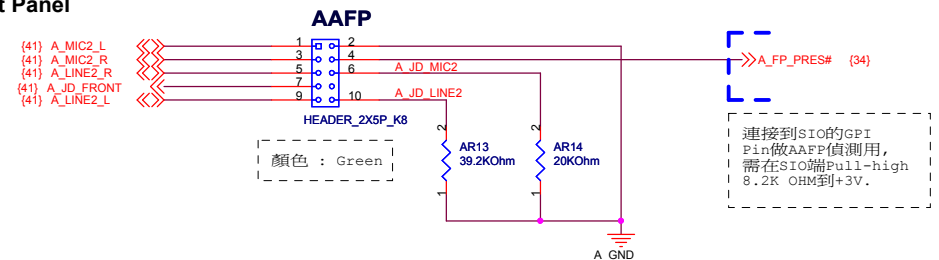 t Panel
AAFP
{41} A_MIC2_L
{41} A_MIC2_R
{41} A_LINE2_R
{41} A_JD_FRONT
{41} A_LINE2_L
1 2
3 4
5 6
7
9 10
A_JD_MIC2
A_JD_LINE2
HEADER_2X5P_K8
顏色 : Green
2
AR13
39.2KOhm
1
2
AR14
20KOhm
1
A_GND
A_FP_PRES# {34}
連接到SIO的GPI
Pin做AAFP偵測用,
需在SIO端Pull-high
8.2K OHM到+3V.